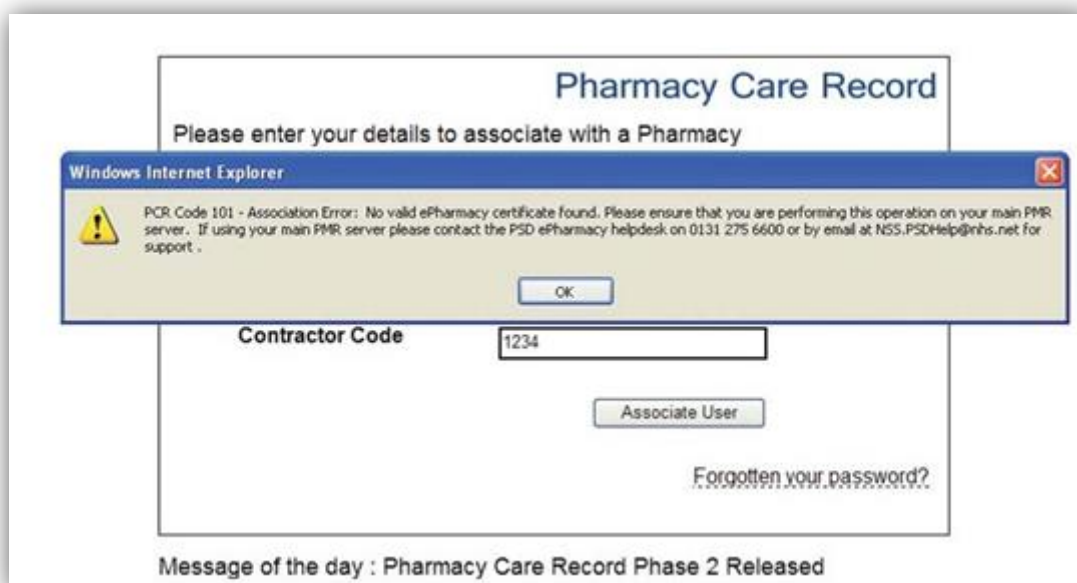 Pharmacy Care Record
Please enter your details to associate with a Pharmacy
Windows Internet Explorer
PCR Code 101 - Association Error: No valid ePharmacy certificate found. Please ensure that you are performing this operation on your main PMR
server. If using your main PMR server please contact the PSD ePharmacy helpdesk on 0131 275 6600 or by email at NSS.PSDHelp@nhs.net for
support .
OK
Contractor Code 1234
Associate User
Forgotten your password?
Message of the day : Pharmacy Care Record Phase 2 Released